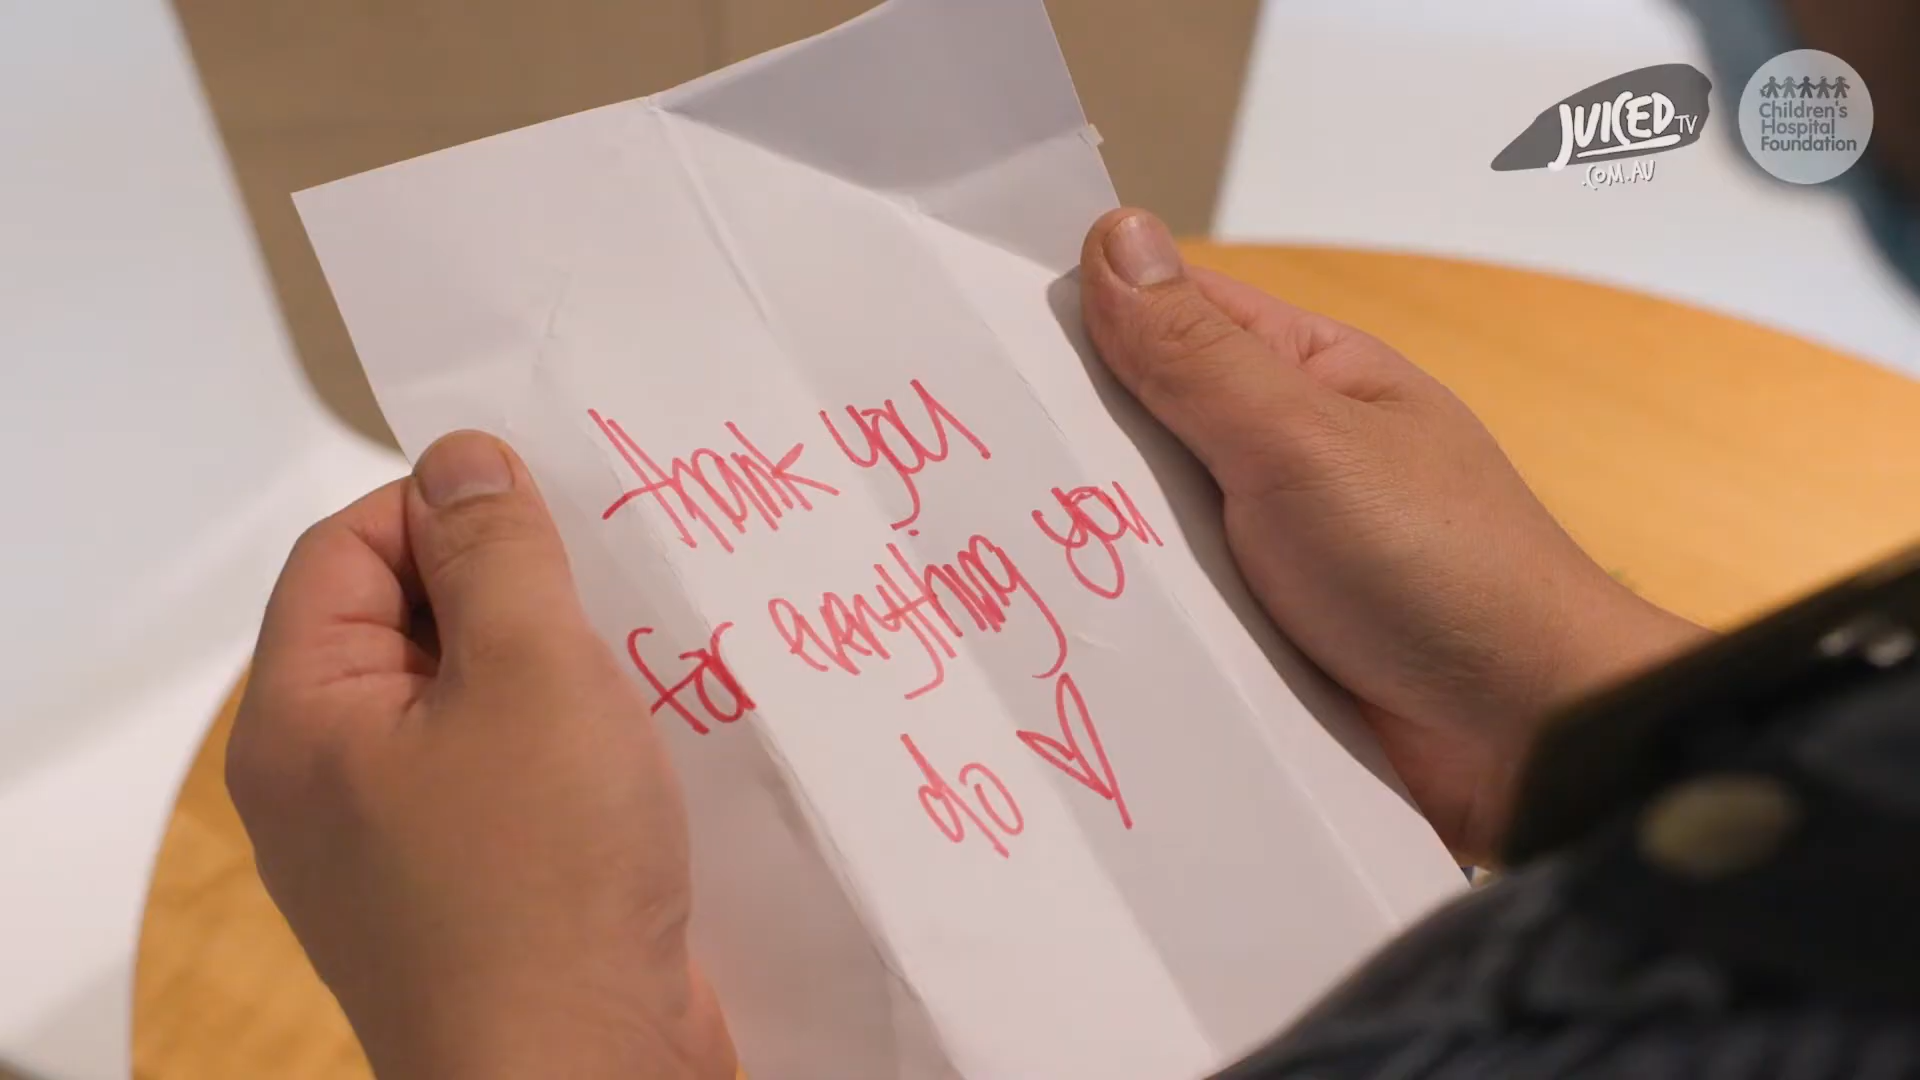 thank you
for everything you
do ♡
JUICED TV
.COM.AU
Children's
Hospital
Foundation